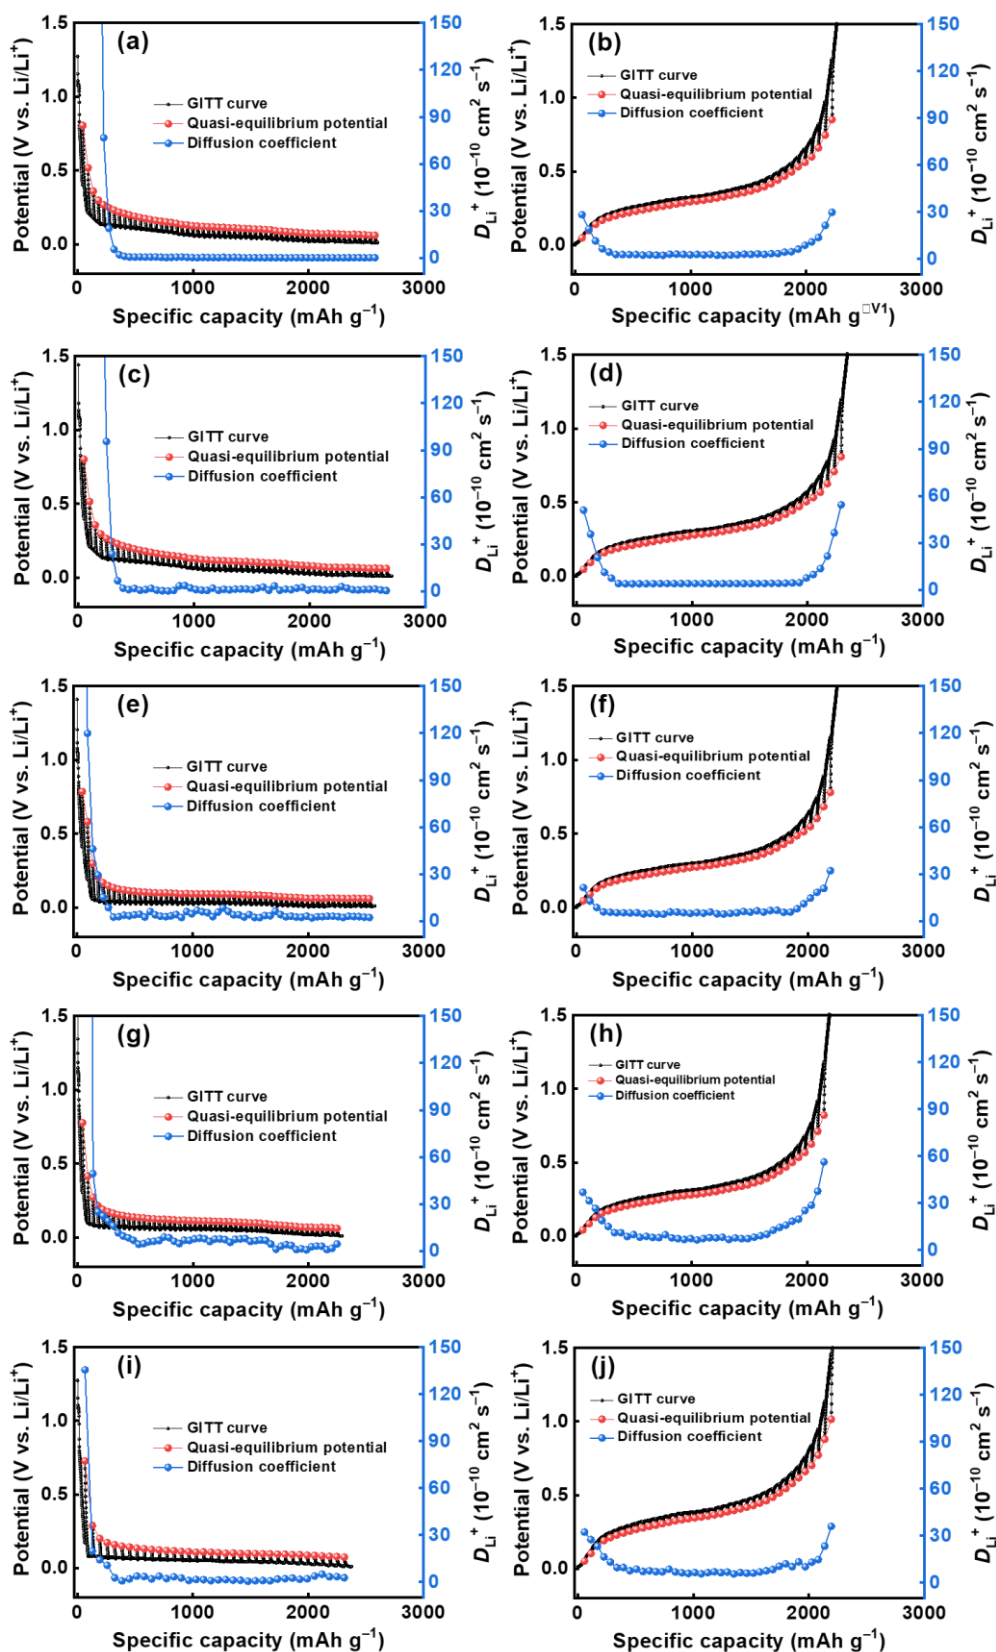 (a)
GITT curve
Quasi-equilibrium potential
Diffusion coefficient
Potential (V vs. Li/Li⁺)
1.5
1.0
0.5
0.0
150
120
90
60
30
0
D_Li⁺ (10⁻¹⁰ cm² s⁻¹)
0 1000 2000 3000
Specific capacity (mAh g⁻¹)
(b)
GITT curve
Quasi-equilibrium potential
Diffusion coefficient
Potential (V vs. Li/Li⁺)
1.5
1.0
0.5
0.0
150
120
90
60
30
0
D_Li⁺ (10⁻¹⁰ cm² s⁻¹)
0 1000 2000 3000
Specific capacity (mAh g□V1)
(c)
GITT curve
Quasi-equilibrium potential
Diffusion coefficient
Potential (V vs. Li/Li⁺)
1.5
1.0
0.5
0.0
150
120
90
60
30
0
D_Li⁺ (10⁻¹⁰ cm² s⁻¹)
0 1000 2000 3000
Specific capacity (mAh g⁻¹)
(d)
GITT curve
Quasi-equilibrium potential
Diffusion coefficient
Potential (V vs. Li/Li⁺)
1.5
1.0
0.5
0.0
150
120
90
60
30
0
D_Li⁺ (10⁻¹⁰ cm² s⁻¹)
0 1000 2000 3000
Specific capacity (mAh g⁻¹)
(e)
GITT curve
Quasi-equilibrium potential
Diffusion coefficient
Potential (V vs. Li/Li⁺)
1.5
1.0
0.5
0.0
150
120
90
60
30
0
D_Li⁺ (10⁻¹⁰ cm² s⁻¹)
0 1000 2000 3000
Specific capacity (mAh g⁻¹)
(f)
GITT curve
Quasi-equilibrium potential
Diffusion coefficient
Potential (V vs. Li/Li⁺)
1.5
1.0
0.5
0.0
150
120
90
60
30
0
D_Li⁺ (10⁻¹⁰ cm² s⁻¹)
0 1000 2000 3000
Specific capacity (mAh g⁻¹)
(g)
GITT curve
Quasi-equilibrium potential
Diffusion coefficient
Potential (V vs. Li/Li⁺)
1.5
1.0
0.5
0.0
150
120
90
60
30
0
D_Li⁺ (10⁻¹⁰ cm² s⁻¹)
0 1000 2000 3000
Specific capacity (mAh g⁻¹)
(h)
GITT curve
Quasi-equilibrium potential
Diffusion coefficient
Potential (V vs. Li/Li⁺)
1.5
1.0
0.5
0.0
150
120
90
60
30
0
D_Li⁺ (10⁻¹⁰ cm² s⁻¹)
0 1000 2000 3000
Specific capacity (mAh g⁻¹)
(i)
GITT curve
Quasi-equilibrium potential
Diffusion coefficient
Potential (V vs. Li/Li⁺)
1.5
1.0
0.5
0.0
150
120
90
60
30
0
D_Li⁺ (10⁻¹⁰ cm² s⁻¹)
0 1000 2000 3000
Specific capacity (mAh g⁻¹)
(j)
GITT curve
Quasi-equilibrium potential
Diffusion coefficient
Potential (V vs. Li/Li⁺)
1.5
1.0
0.5
0.0
150
120
90
60
30
0
D_Li⁺ (10⁻¹⁰ cm² s⁻¹)
0 1000 2000 3000
Specific capacity (mAh g⁻¹)